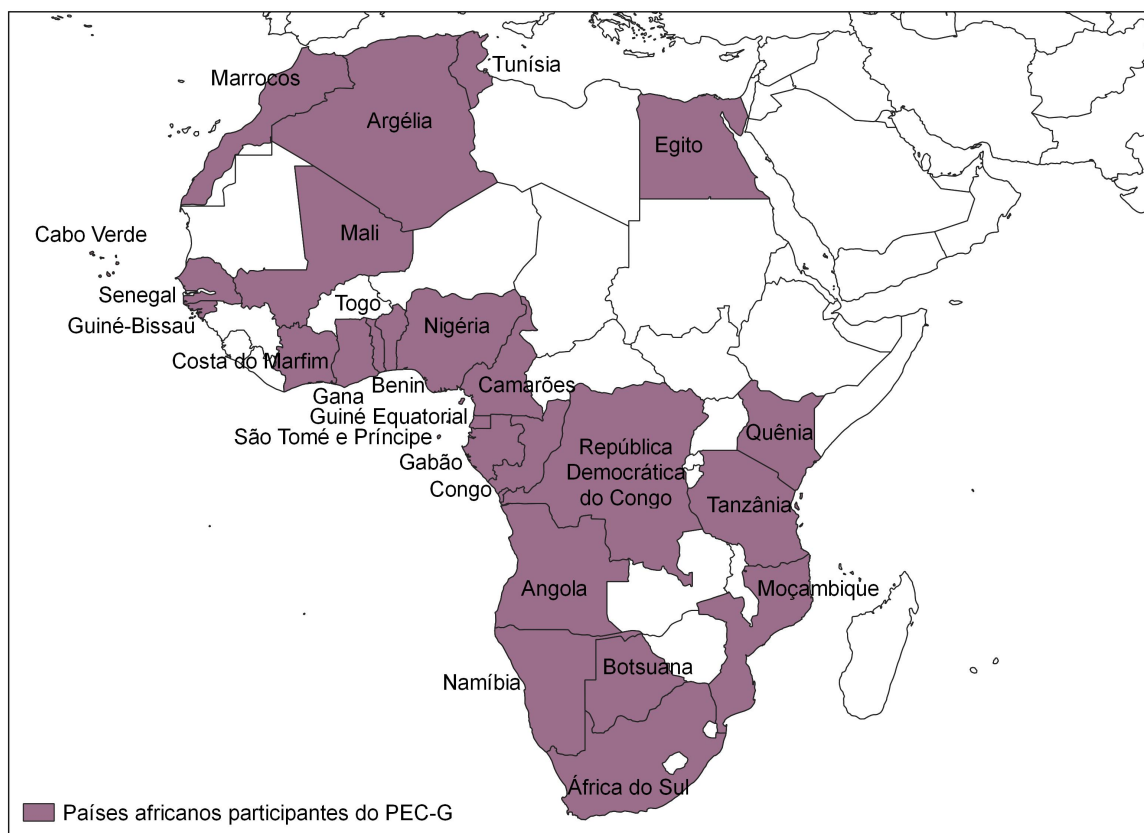 Tunísia
Marrocos
Argélia
Egito
Cabo Verde
Mali
Senegal
Togo
Guiné-Bissau
Nigéria
Costa do Marfim
Benin
Camarões
Gana
Guiné Equatorial
São Tomé e Príncipe
Quênia
República
Democrática
do Congo
Gabão
Congo
Tanzânia
Angola
Moçambique
Botsuana
Namíbia
África do Sul
Países africanos participantes do PEC-G